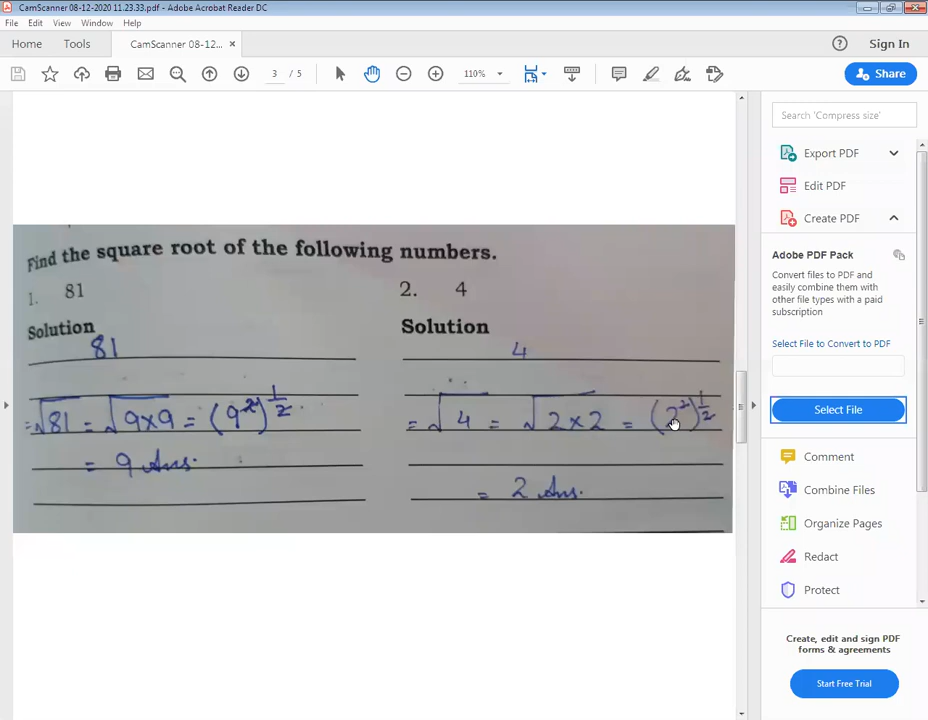 CamScanner 08-12-2020 11.23.33.pdf - Adobe Acrobat Reader DC
File Edit View Window Help
Home Tools CamScanner 08-12... × Sign In
3 / 5 110% Share
Search 'Compress size'
Export PDF
Edit PDF
Create PDF
Adobe PDF Pack
Convert files to PDF and
easily combine them with
other file types with a paid
subscription
Select File to Convert to PDF
Select File
Comment
Combine Files
Organize Pages
Redact
Protect
Create, edit and sign PDF
forms & agreements
Start Free Trial
Find the square root of the following numbers.
1. 81
Solution
81
=√81 = √9×9 = (9²)^1/2
= 9 Ans.
2. 4
Solution
4
= √4 = √2×2 = (2²)^1/2
= 2 Ans.